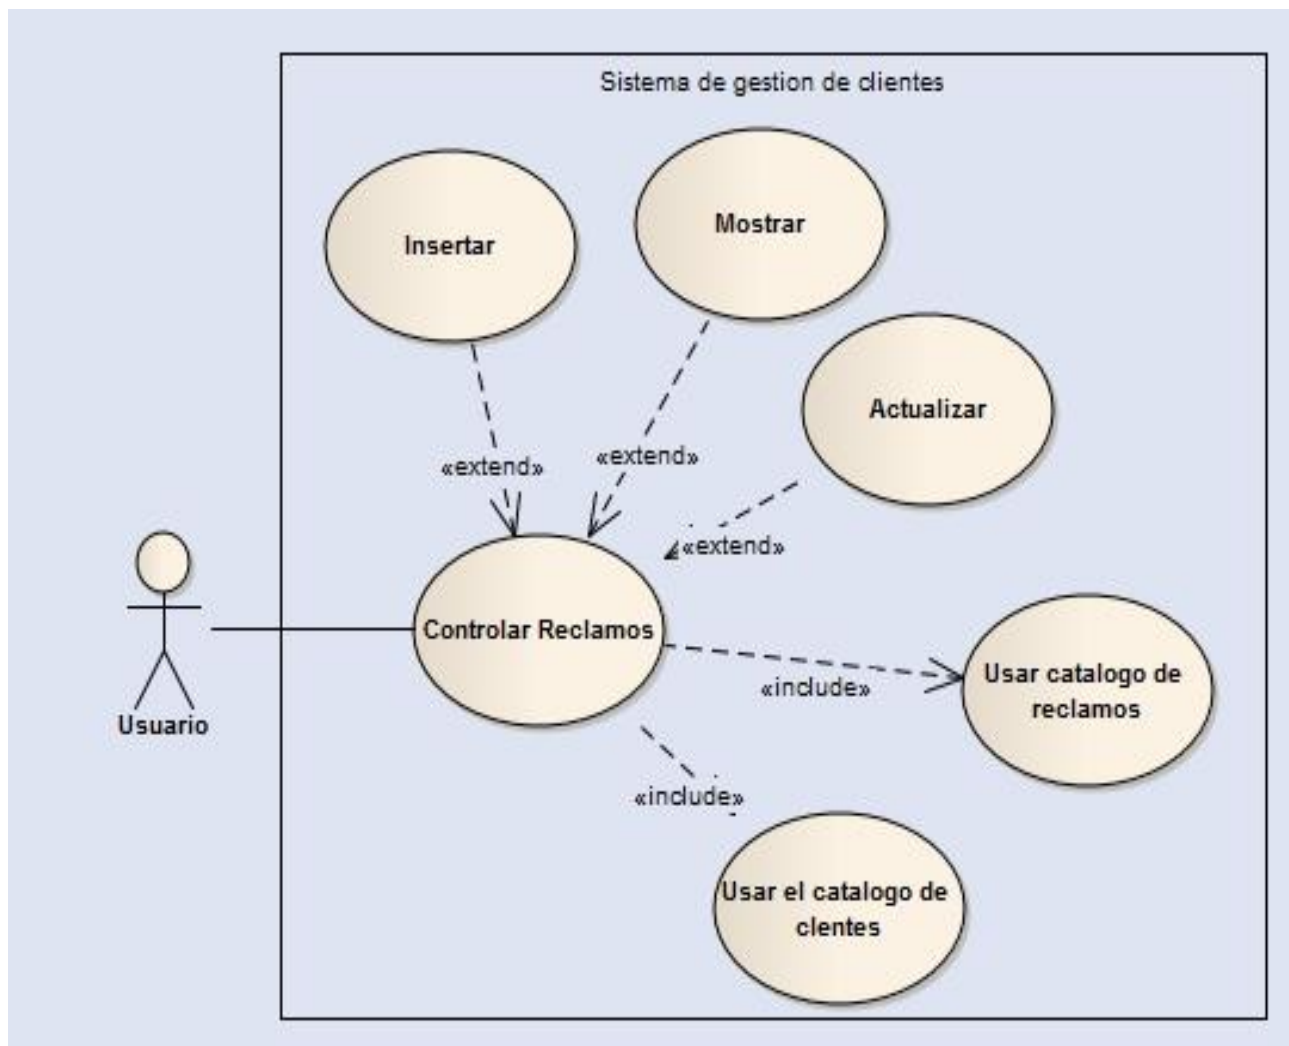 Sistema de gestion de clientes
Insertar
Mostrar
Actualizar
«extend»
«extend»
«extend»
Controlar Reclamos
Usuario
«include»
Usar catalogo de
reclamos
«include»
Usar el catalogo de
clentes